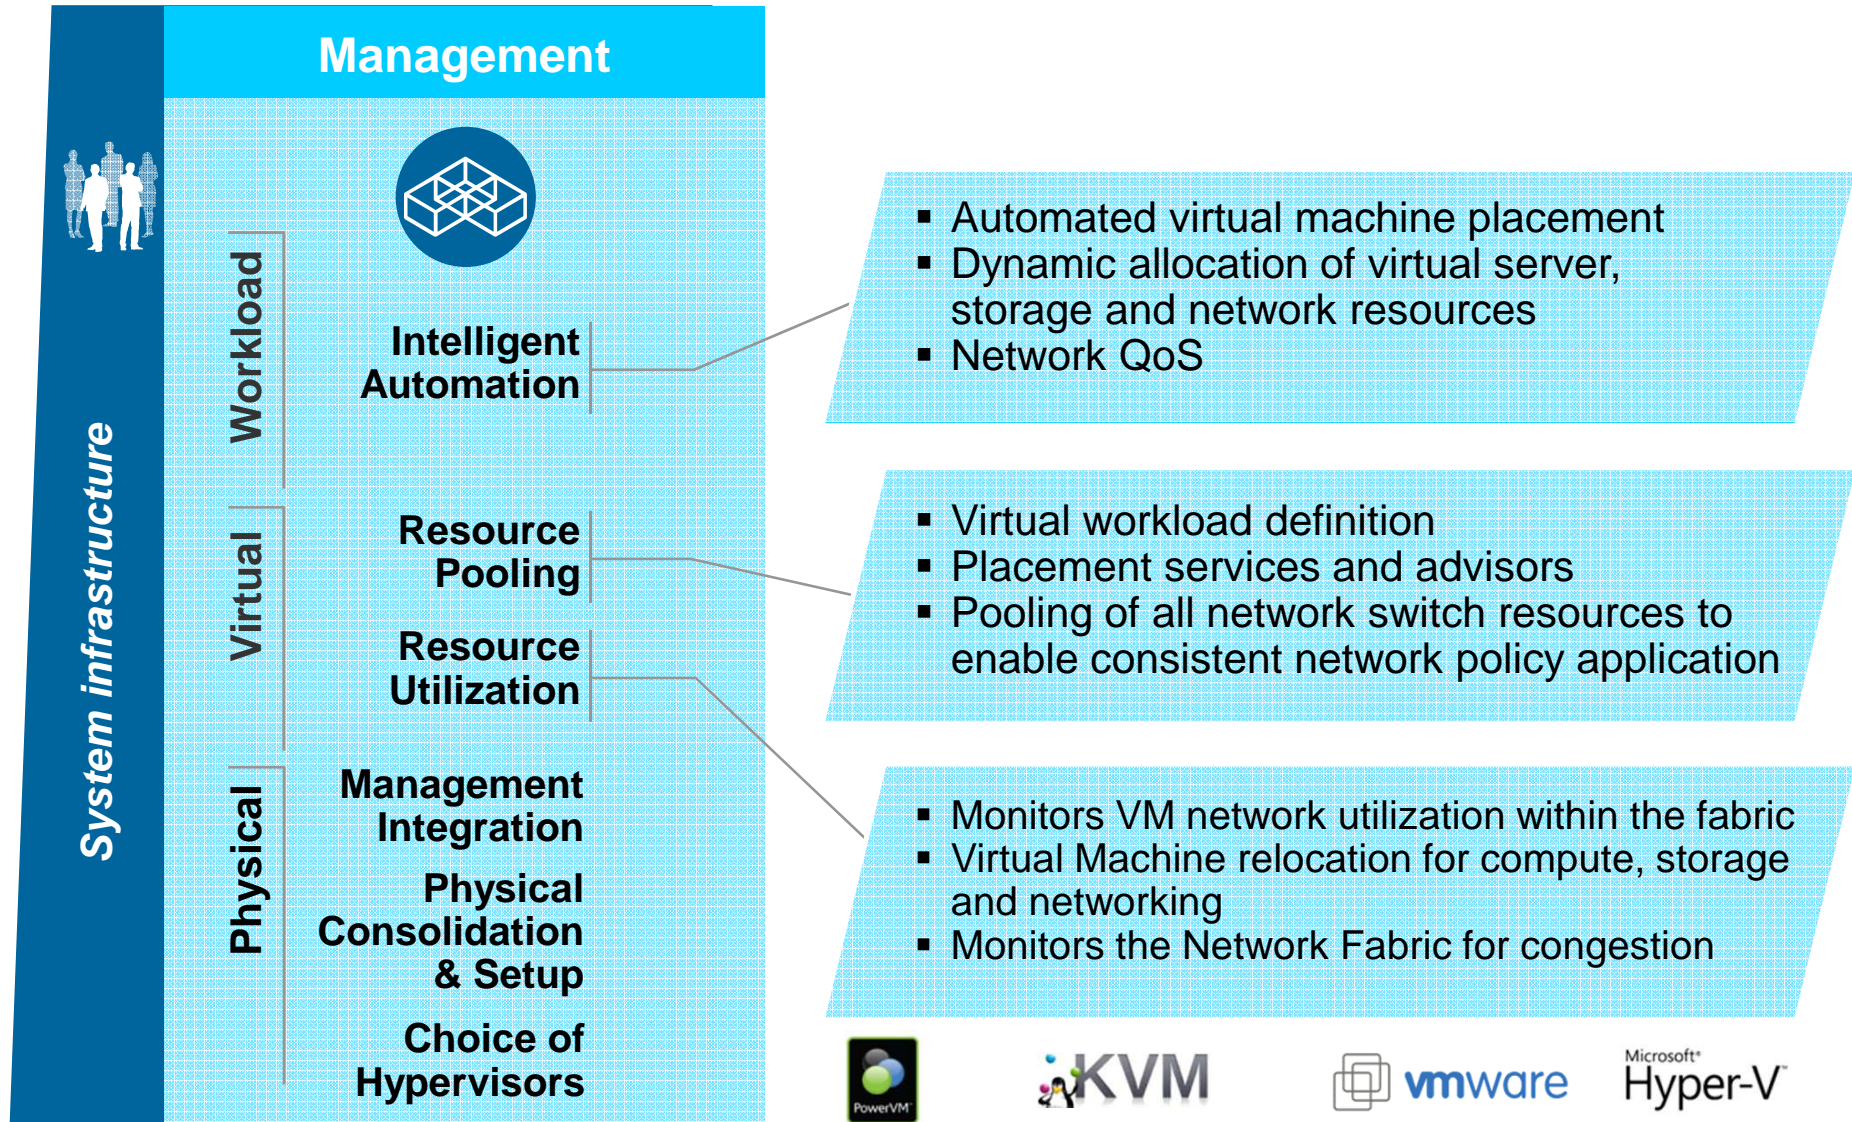 Management
System infrastructure
Workload
Intelligent
Automation
Virtual
Resource
Pooling
Resource
Utilization
Physical
Management
Integration
Physical
Consolidation
& Setup
Choice of
Hypervisors
▪ Automated virtual machine placement
▪ Dynamic allocation of virtual server,
storage and network resources
▪ Network QoS
▪ Virtual workload definition
▪ Placement services and advisors
▪ Pooling of all network switch resources to
enable consistent network policy application
▪ Monitors VM network utilization within the fabric
▪ Virtual Machine relocation for compute, storage
and networking
▪ Monitors the Network Fabric for congestion
PowerVM™
KVM
vmware
Microsoft®
Hyper-V™